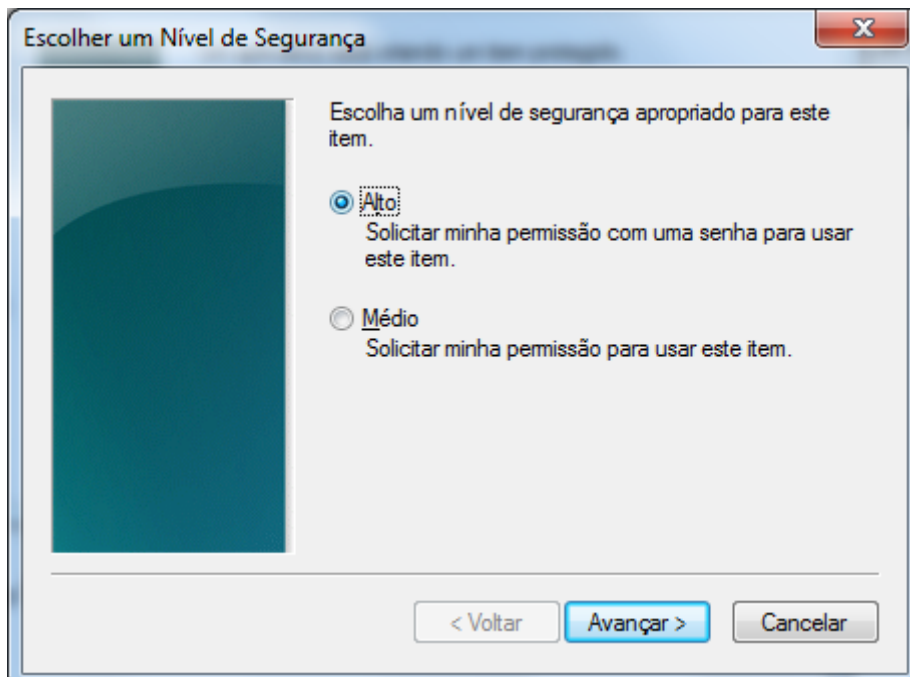 Escolher um Nível de Segurança
Escolha um nível de segurança apropriado para este
item.
Alto
Solicitar minha permissão com uma senha para usar
este item.
Médio
Solicitar minha permissão para usar este item.
< Voltar
Avançar >
Cancelar